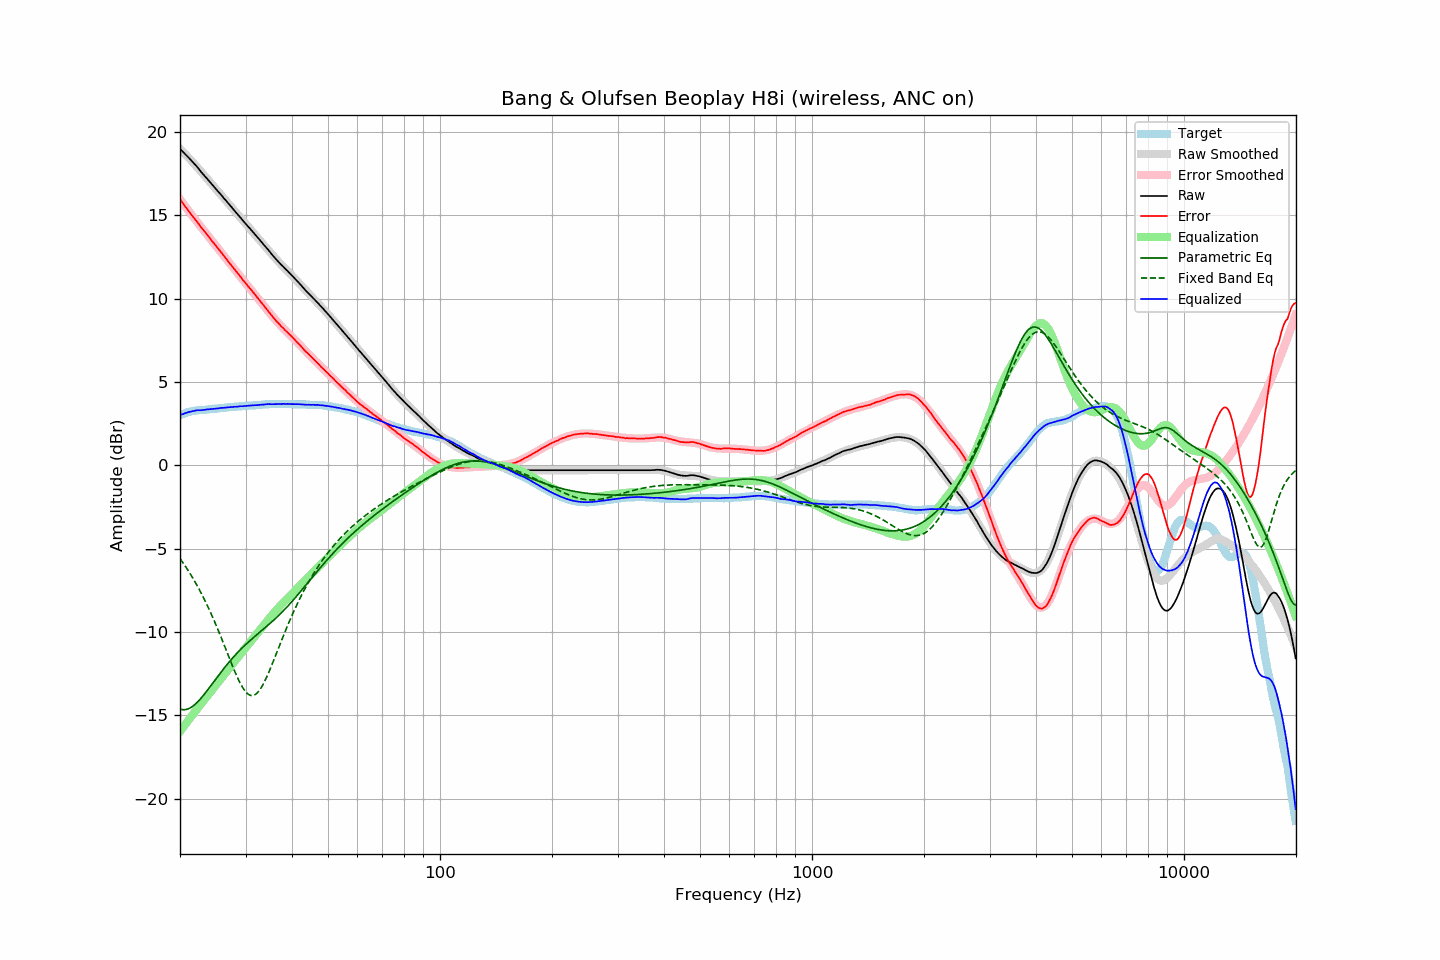 Bang & Olufsen Beoplay H8i (wireless, ANC on)
20
15
10
5
0
−5
−10
−15
−20
Amplitude (dBr)
Target
Raw Smoothed
Error Smoothed
Raw
Error
Equalization
Parametric Eq
Fixed Band Eq
Equalized
100
1000
10000
Frequency (Hz)